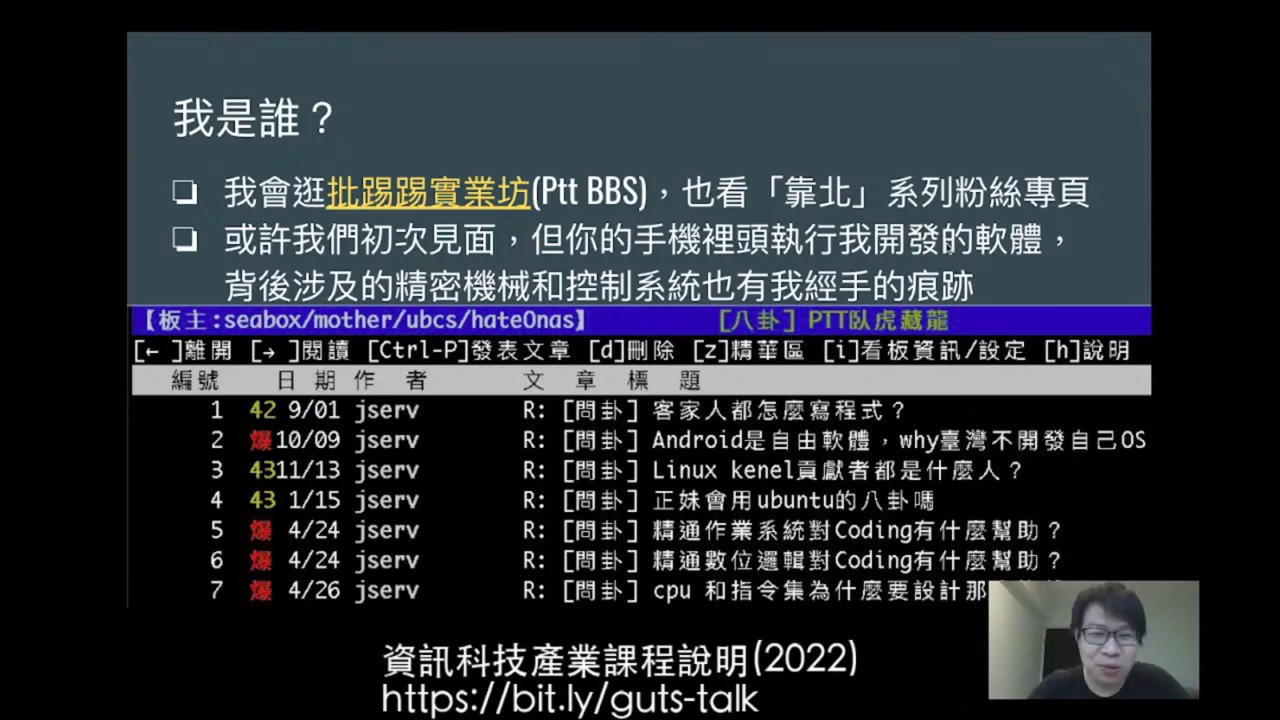 我是誰？
❏ 我會逛批踢踢實業坊(Ptt BBS)，也看「靠北」系列粉絲專頁
❏ 或許我們初次見面，但你的手機裡頭執行我開發的軟體，
背後涉及的精密機械和控制系統也有我經手的痕跡
【板主:seabox/mother/ubcs/hateOnas】 [八卦] PTT臥虎藏龍
[← ]離開 [→ ]閱讀 [Ctrl-P]發表文章 [d]刪除 [z]精華區 [i]看板資訊/設定 [h]說明
編號 日 期 作 者 文 章 標 題
1 42 9/01 jserv R: [問卦] 客家人都怎麼寫程式？
2 爆10/09 jserv R: [問卦] Android是自由軟體，why臺灣不開發自己OS
3 4311/13 jserv R: [問卦] Linux kenel貢獻者都是什麼人？
4 43 1/15 jserv R: [問卦] 正妹會用ubuntu的八卦嗎
5 爆 4/24 jserv R: [問卦] 精通作業系統對Coding有什麼幫助？
6 爆 4/24 jserv R: [問卦] 精通數位邏輯對Coding有什麼幫助？
7 爆 4/26 jserv R: [問卦] cpu 和指令集為什麼要設計那
資訊科技產業課程說明(2022)
https://bit.ly/guts-talk